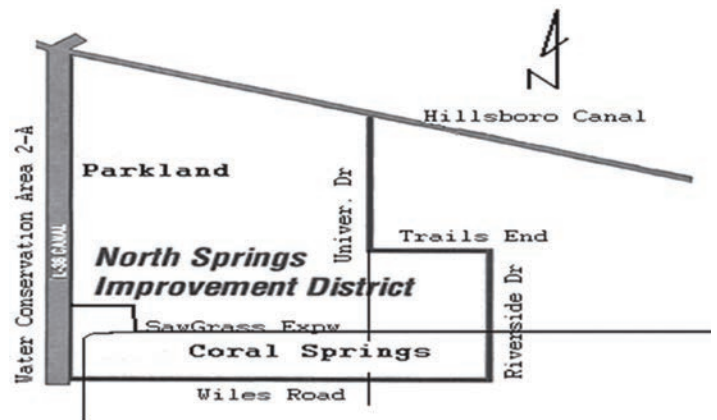 N
Hillsboro Canal
Water Conservation Area 2-A
Parkland
Univer. Dr
Trails End
L-36 CANAL
North Springs
Improvement District
Riverside Dr
SawGrass Expw
Coral Springs
Wiles Road